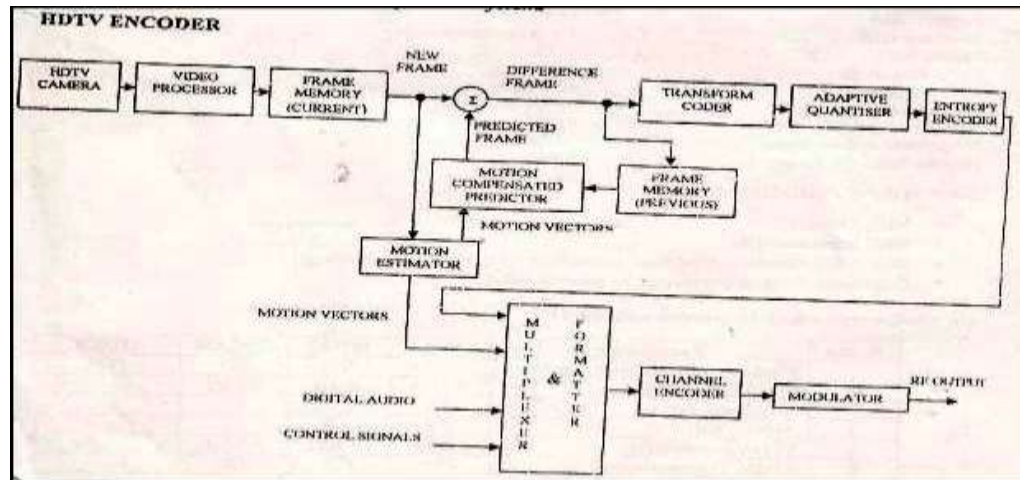 HDTV ENCODER
HDTV
CAMERA
VIDEO
PROCESSOR
FRAME
MEMORY
(CURRENT)
NEW
FRAME
Σ
DIFFERENCE
FRAME
TRANSFORM
CODER
ADAPTIVE
QUANTISER
ENTROPY
ENCODER
PREDICTED
FRAME
MOTION
COMPENSATED
PREDICTOR
FRAME
MEMORY
(PREVIOUS)
MOTION VECTORS
MOTION
ESTIMATOR
MOTION VECTORS
DIGITAL AUDIO
CONTROL SIGNALS
MULTIPLEXER
&
FORMATTER
CHANNEL
ENCODER
MODULATOR
RF OUTPUT